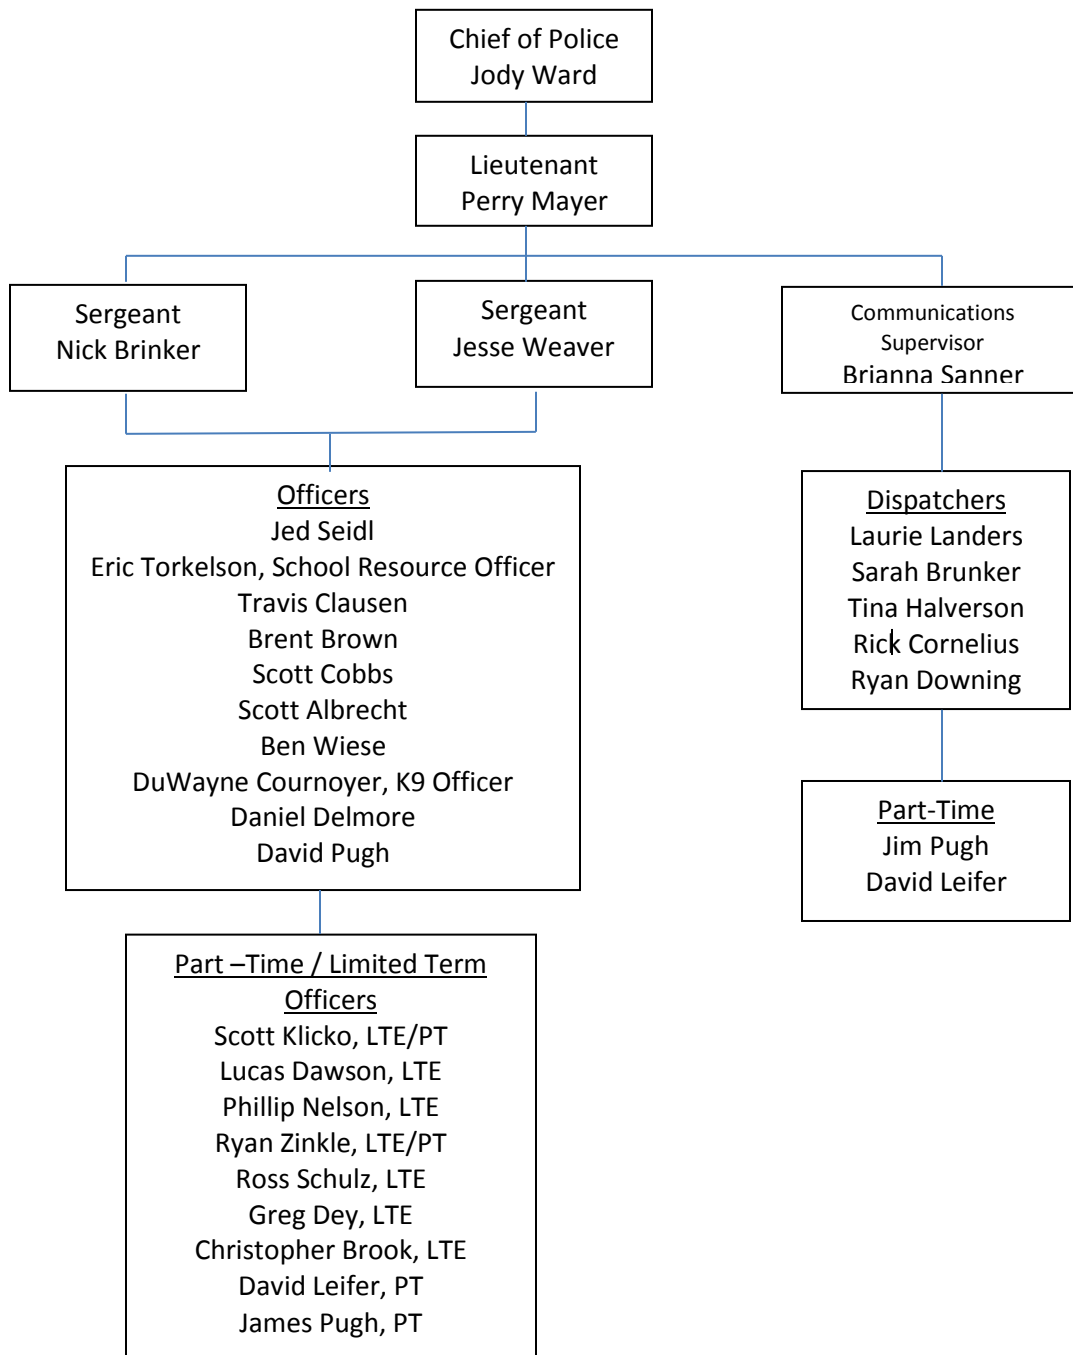 Chief of Police
Jody Ward
Lieutenant
Perry Mayer
Sergeant
Nick Brinker
Sergeant
Jesse Weaver
Communications
Supervisor
Brianna Sanner
Officers
Jed Seidl
Eric Torkelson, School Resource Officer
Travis Clausen
Brent Brown
Scott Cobbs
Scott Albrecht
Ben Wiese
DuWayne Cournoyer, K9 Officer
Daniel Delmore
David Pugh
Dispatchers
Laurie Landers
Sarah Brunker
Tina Halverson
Rick Cornelius
Ryan Downing
Part-Time
Jim Pugh
David Leifer
Part –Time / Limited Term
Officers
Scott Klicko, LTE/PT
Lucas Dawson, LTE
Phillip Nelson, LTE
Ryan Zinkle, LTE/PT
Ross Schulz, LTE
Greg Dey, LTE
Christopher Brook, LTE
David Leifer, PT
James Pugh, PT